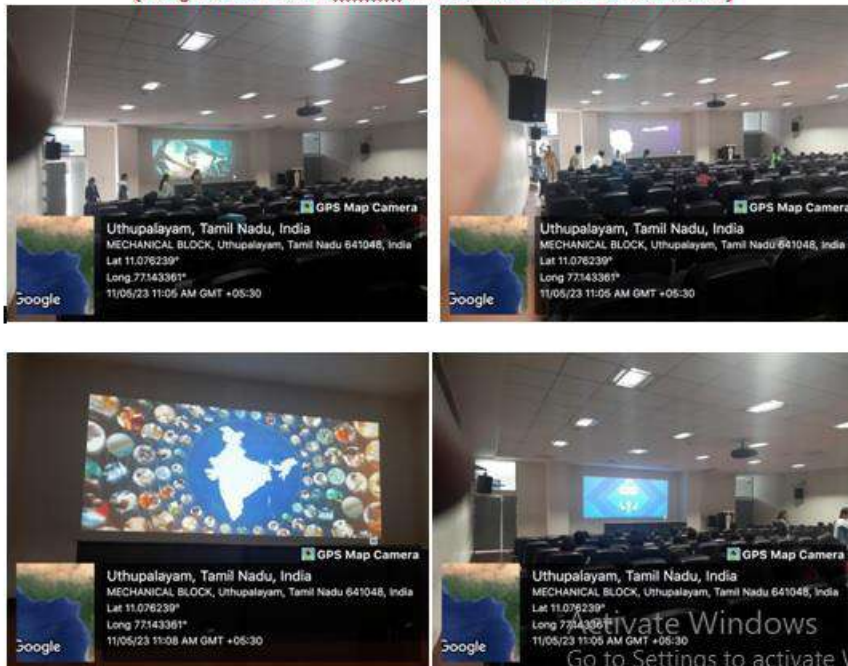 GPS Map Camera
Uthupalayam, Tamil Nadu, India
MECHANICAL BLOCK, Uthupalayam, Tamil Nadu 641048, India
Lat 11.076239°
Long 77.143361°
11/05/23 11:05 AM GMT +05:30
Google
GPS Map Camera
Uthupalayam, Tamil Nadu, India
MECHANICAL BLOCK, Uthupalayam, Tamil Nadu 641048, India
Lat 11.076239°
Long 77.143361°
11/05/23 11:05 AM GMT +05:30
Google
GPS Map Camera
Uthupalayam, Tamil Nadu, India
MECHANICAL BLOCK, Uthupalayam, Tamil Nadu 641048, India
Lat 11.076239°
Long 77.143361°
11/05/23 11:08 AM GMT +05:30
Google
GPS Map Camera
Uthupalayam, Tamil Nadu, India
MECHANICAL BLOCK, Uthupalayam, Tamil Nadu 641048, India
Lat 11.076239°
Long 77.143361°
11/05/23 11:05 AM GMT +05:30
Google
Activate Windows
Go to Settings to activate